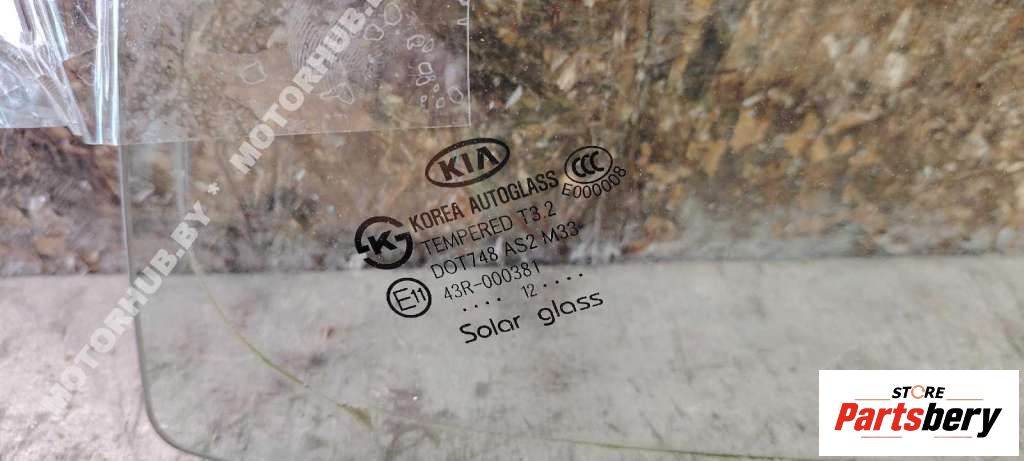 KIA
CCC
E000008
KOREA AUTOGLASS
TEMPERED T3.2
DOT748 AS2 M33
E11 43R-000381
.... 12 ....
Solar glass
MOTORHUB.BY * MOTORHUB.BY
STORE
Partsbery